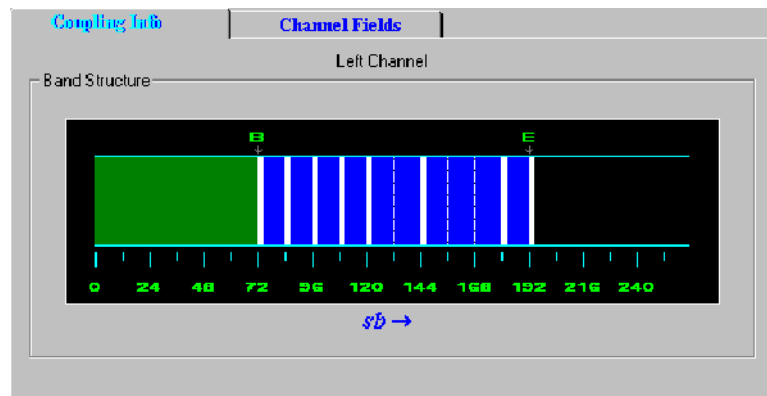 Coupling Info Channel Fields
Left Channel
Band Structure
B E
0 24 48 72 96 120 144 168 192 216 240
sb →